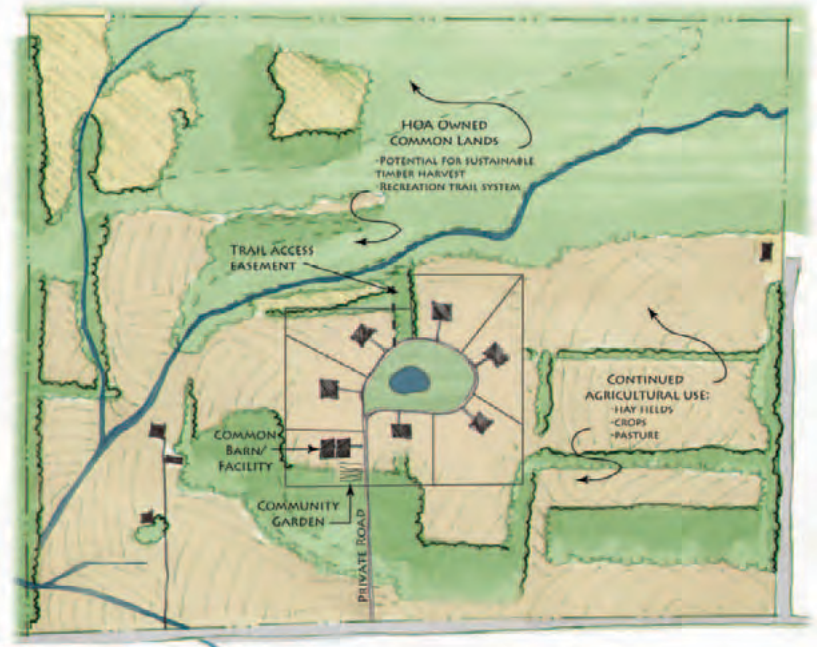 HOA OWNED
COMMON LANDS
-POTENTIAL FOR SUSTAINABLE
TIMBER HARVEST
-RECREATION TRAIL SYSTEM
TRAIL ACCESS
EASEMENT
CONTINUED
AGRICULTURAL USE:
-HAY FIELDS
-CROPS
-PASTURE
COMMON
BARN/
FACILITY
COMMUNITY
GARDEN
PRIVATE ROAD